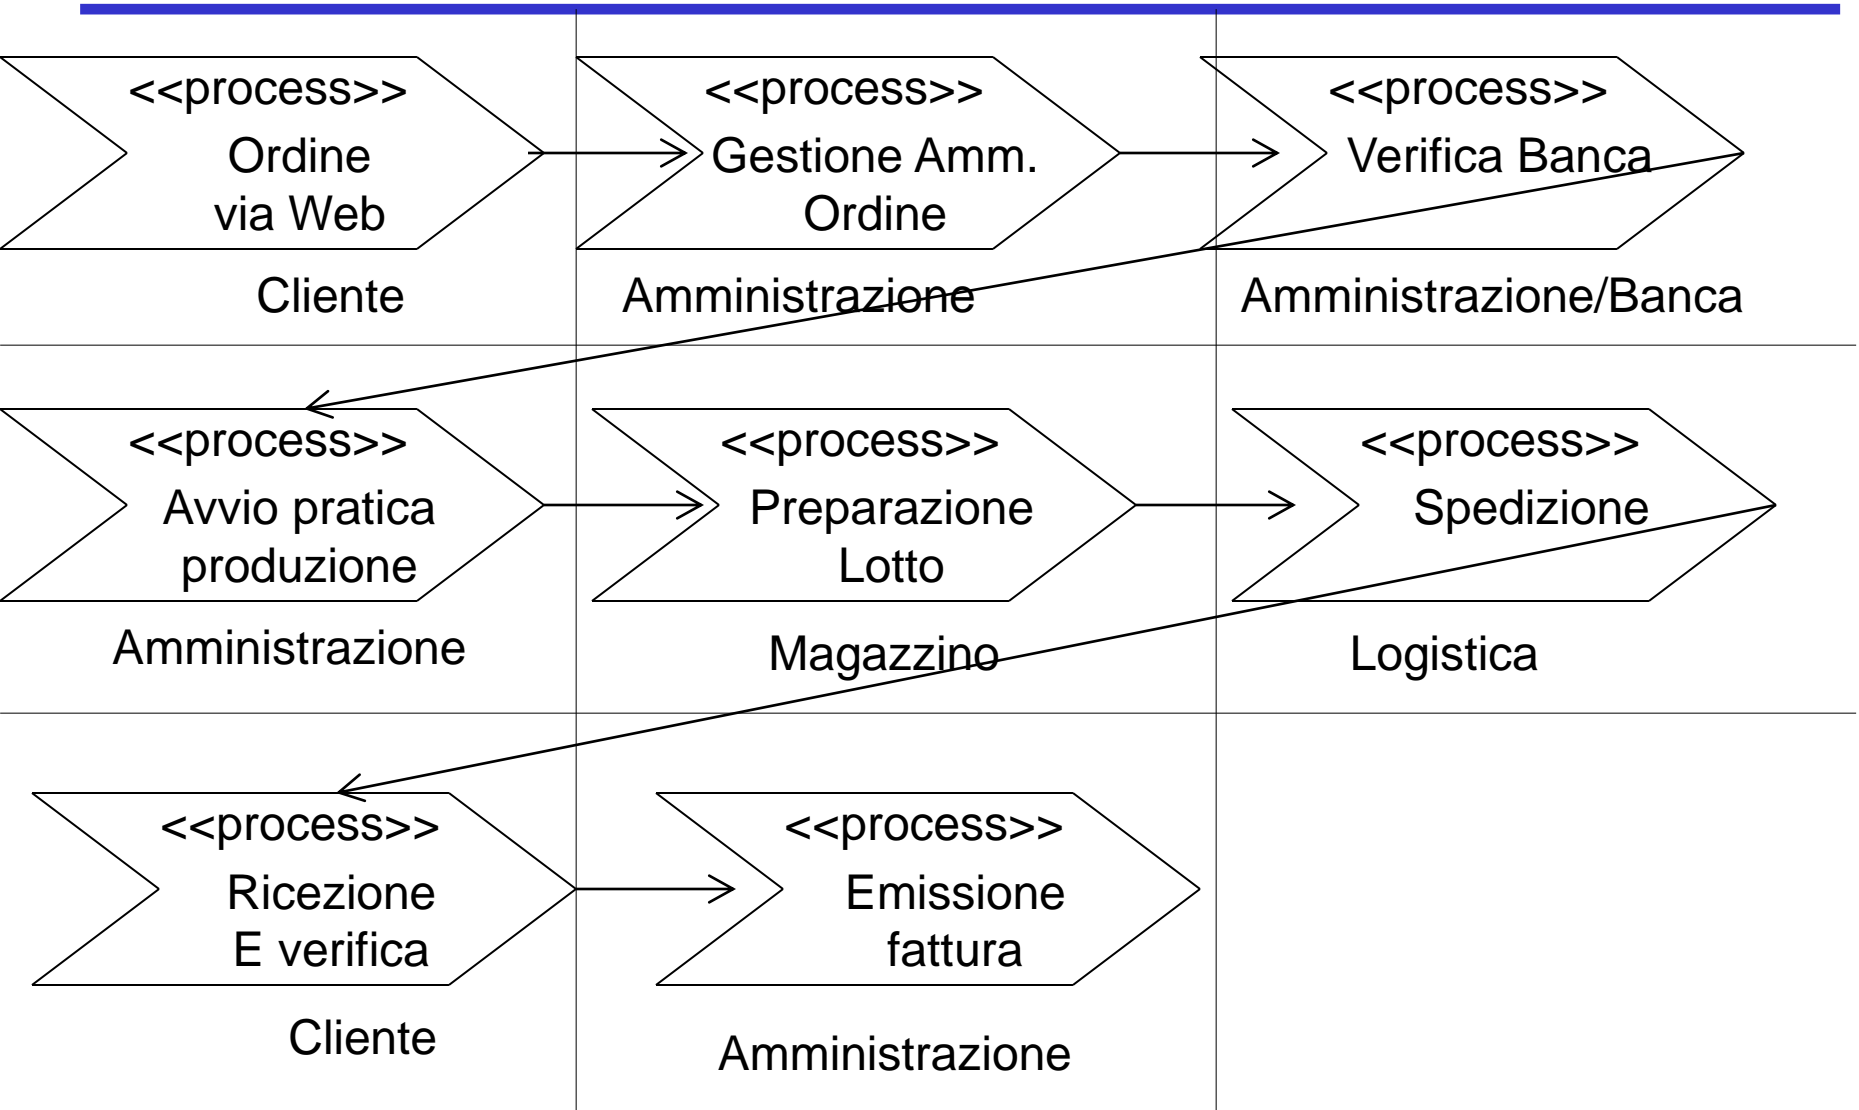 <<process>>
Ordine
via Web
Cliente
<<process>>
Gestione Amm.
Ordine
Amministrazione
<<process>>
Verifica Banca
Amministrazione/Banca
<<process>>
Avvio pratica
produzione
Amministrazione
<<process>>
Preparazione
Lotto
Magazzino
<<process>>
Spedizione
Logistica
<<process>>
Ricezione
E verifica
Cliente
<<process>>
Emissione
fattura
Amministrazione